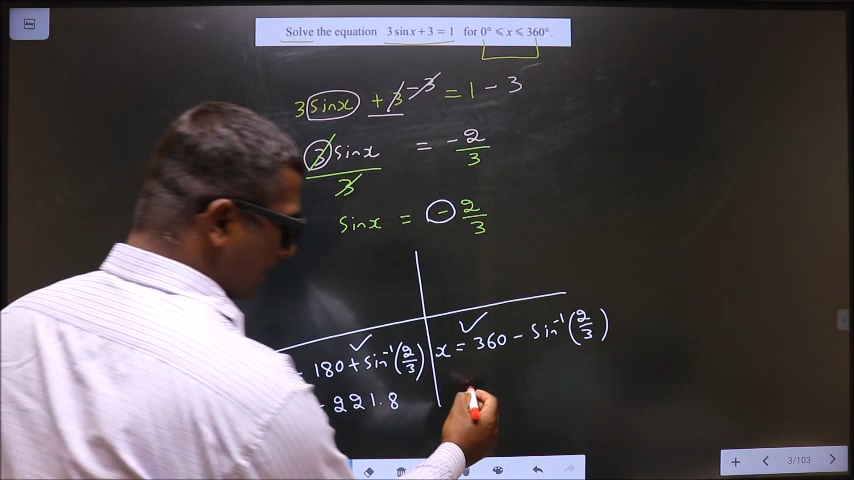 Solve the equation 3 sin x + 3 = 1 for 0° ⩽ x ⩽ 360°.
3 sinx + 3 - 3 = 1 - 3
3 sinx / 3 = - 2/3
sinx = - 2/3
= 180 + sin⁻¹(2/3) x = 360 - sin⁻¹(2/3)
= 221.8
3/103